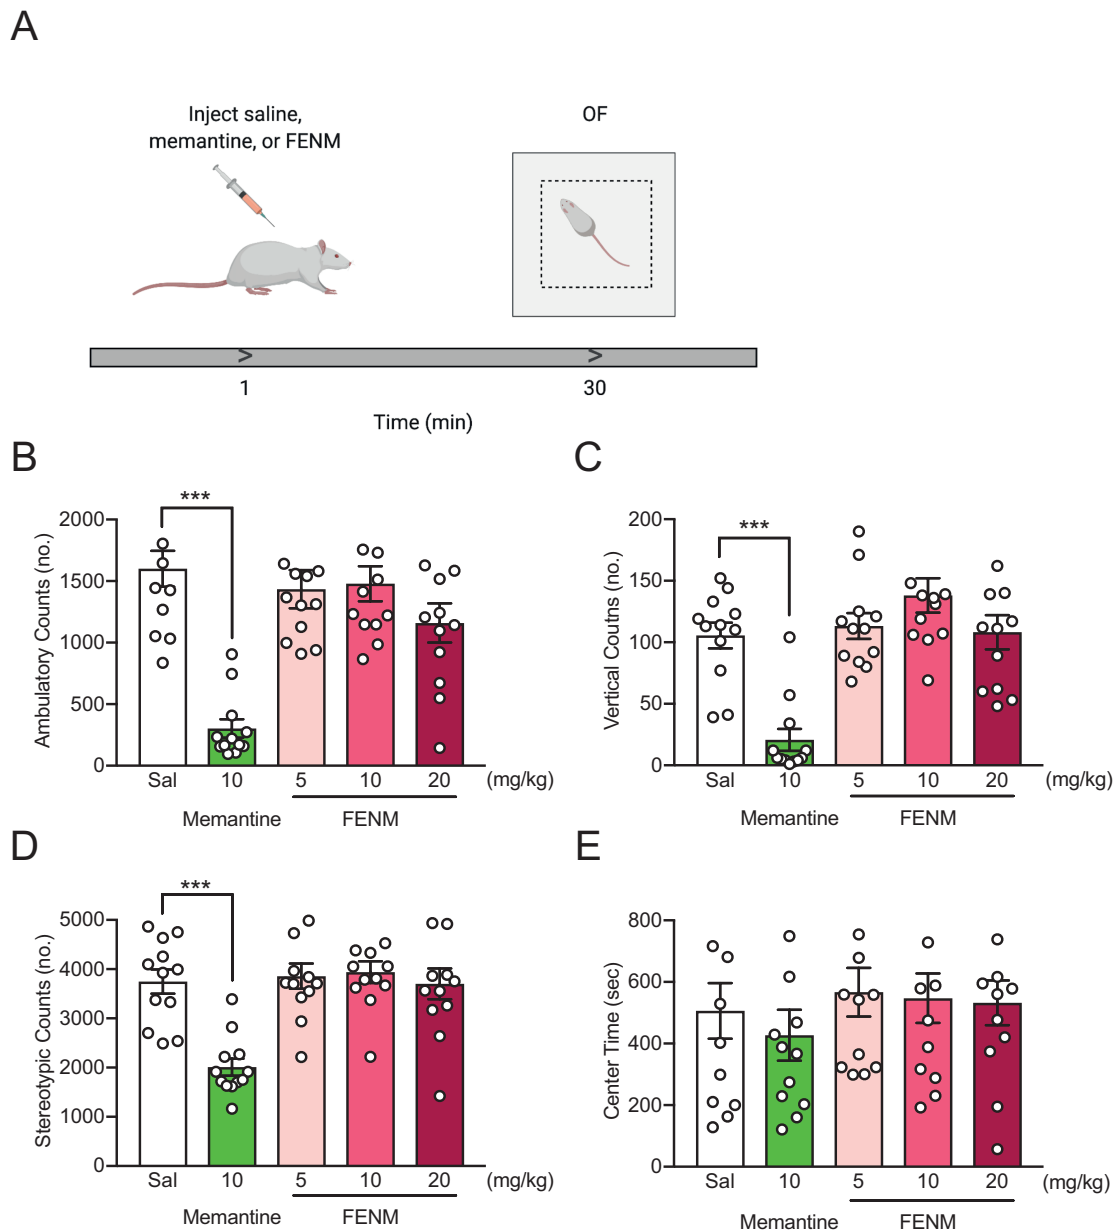 A
Inject saline,
memantine, or FENM
OF
>
>
1
30
Time (min)
B
Ambulatory Counts (no.)
2000
1500
1000
500
0
***
Sal
10
5
10
20
(mg/kg)
Memantine
FENM
C
Vertical Coutns (no.)
200
150
100
50
0
***
Sal
10
5
10
20
(mg/kg)
Memantine
FENM
D
Stereotypic Counts (no.)
5000
4000
3000
2000
1000
0
***
Sal
10
5
10
20
(mg/kg)
Memantine
FENM
E
Center Time (sec)
800
600
400
200
0
Sal
10
5
10
20
(mg/kg)
Memantine
FENM